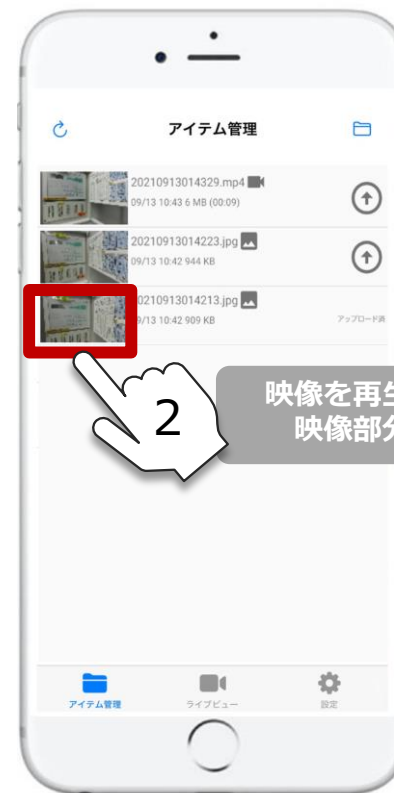 アイテム管理
20210913014329.mp4
09/13 10:43 6 MB (00:09)
20210913014223.jpg
09/13 10:42 944 KB
20210913014213.jpg
09/13 10:42 909 KB
アップロード済
2
映像を再生
映像部分
アイテム管理
ライブビュー
設定